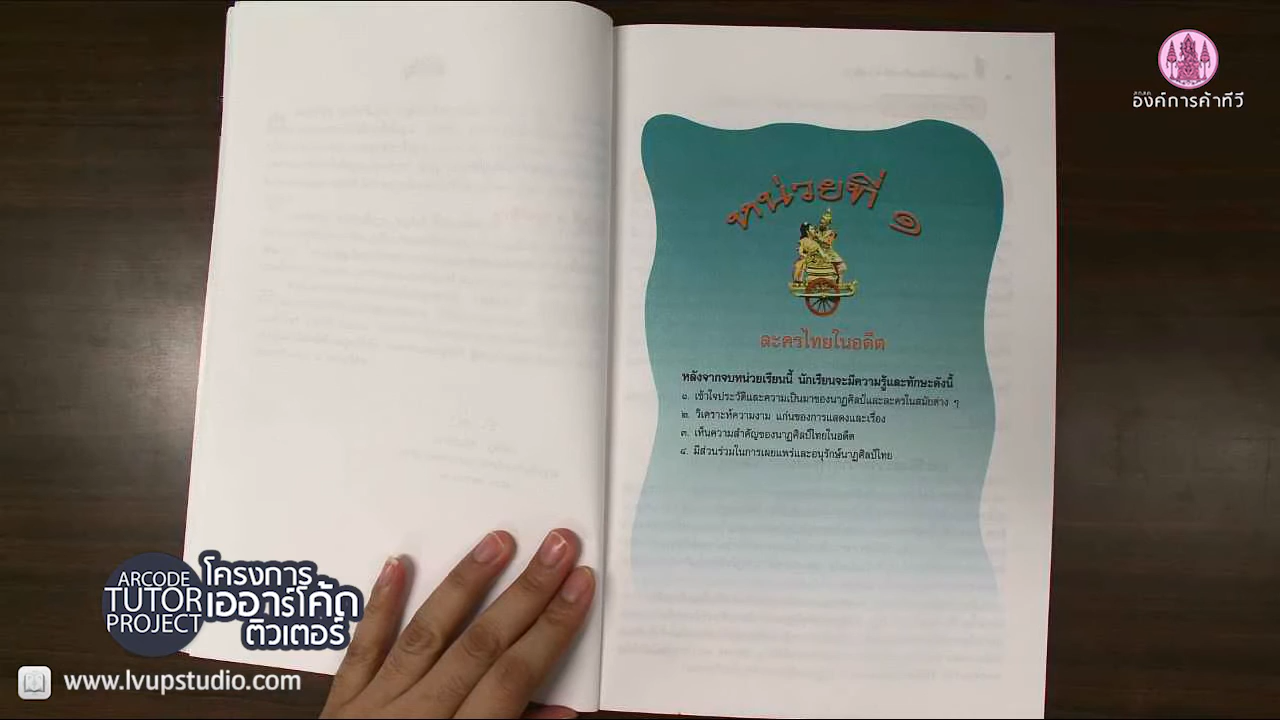 สกสค.
องค์การค้าทีวี
หน่วยที่ ๑
ละครไทยในอดีต
หลังจากจบหน่วยเรียนนี้ นักเรียนจะมีความรู้และทักษะดังนี้
๑. เข้าใจประวัติและความเป็นมาของนาฏศิลป์และละครในสมัยต่าง ๆ
๒. วิเคราะห์ความงาม แก่นของการแสดงและเรื่อง
๓. เห็นความสำคัญของนาฏศิลป์ไทยในอดีต
๔. มีส่วนร่วมในการเผยแพร่และอนุรักษ์นาฏศิลป์ไทย
ARCODE
TUTOR
PROJECT
โครงการ
เออาร์โค้ด
ติวเตอร์
www.lvupstudio.com